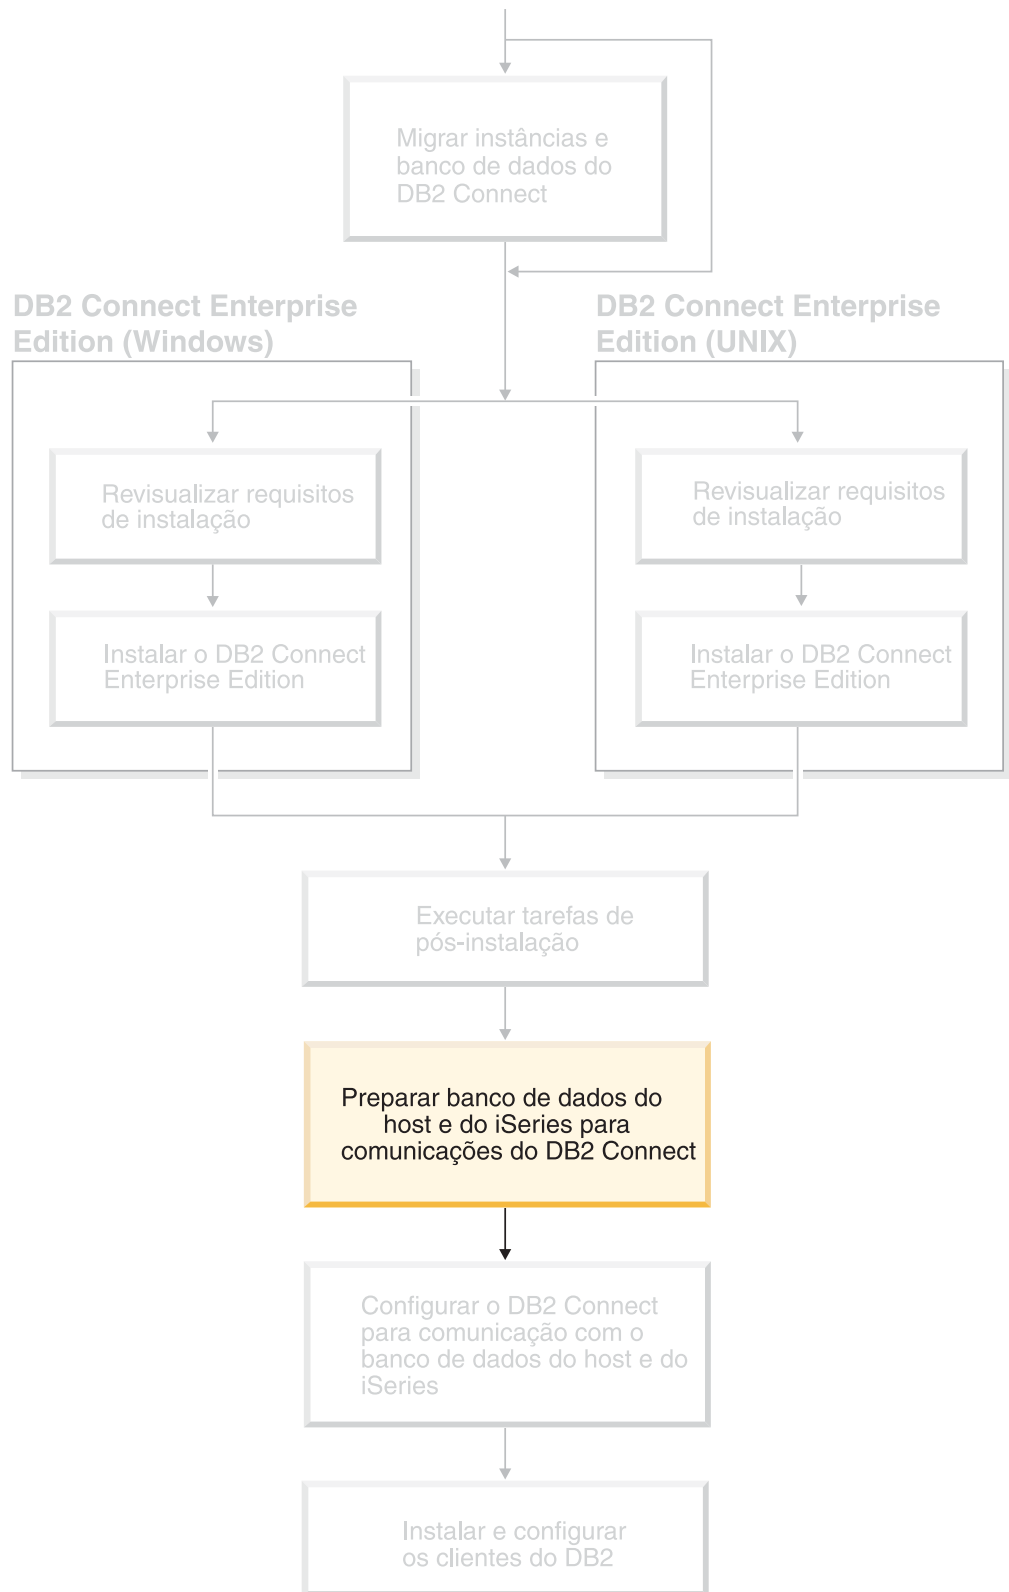 Migrar instâncias e
banco de dados do
DB2 Connect
DB2 Connect Enterprise
Edition (Windows)
DB2 Connect Enterprise
Edition (UNIX)
Revisualizar requisitos
de instalação
Revisualizar requisitos
de instalação
Instalar o DB2 Connect
Enterprise Edition
Instalar o DB2 Connect
Enterprise Edition
Executar tarefas de
pós-instalação
Preparar banco de dados do
host e do iSeries para
comunicações do DB2 Connect
Configurar o DB2 Connect
para comunicação com o
banco de dados do host e do
iSeries
Instalar e configurar
os clientes do DB2